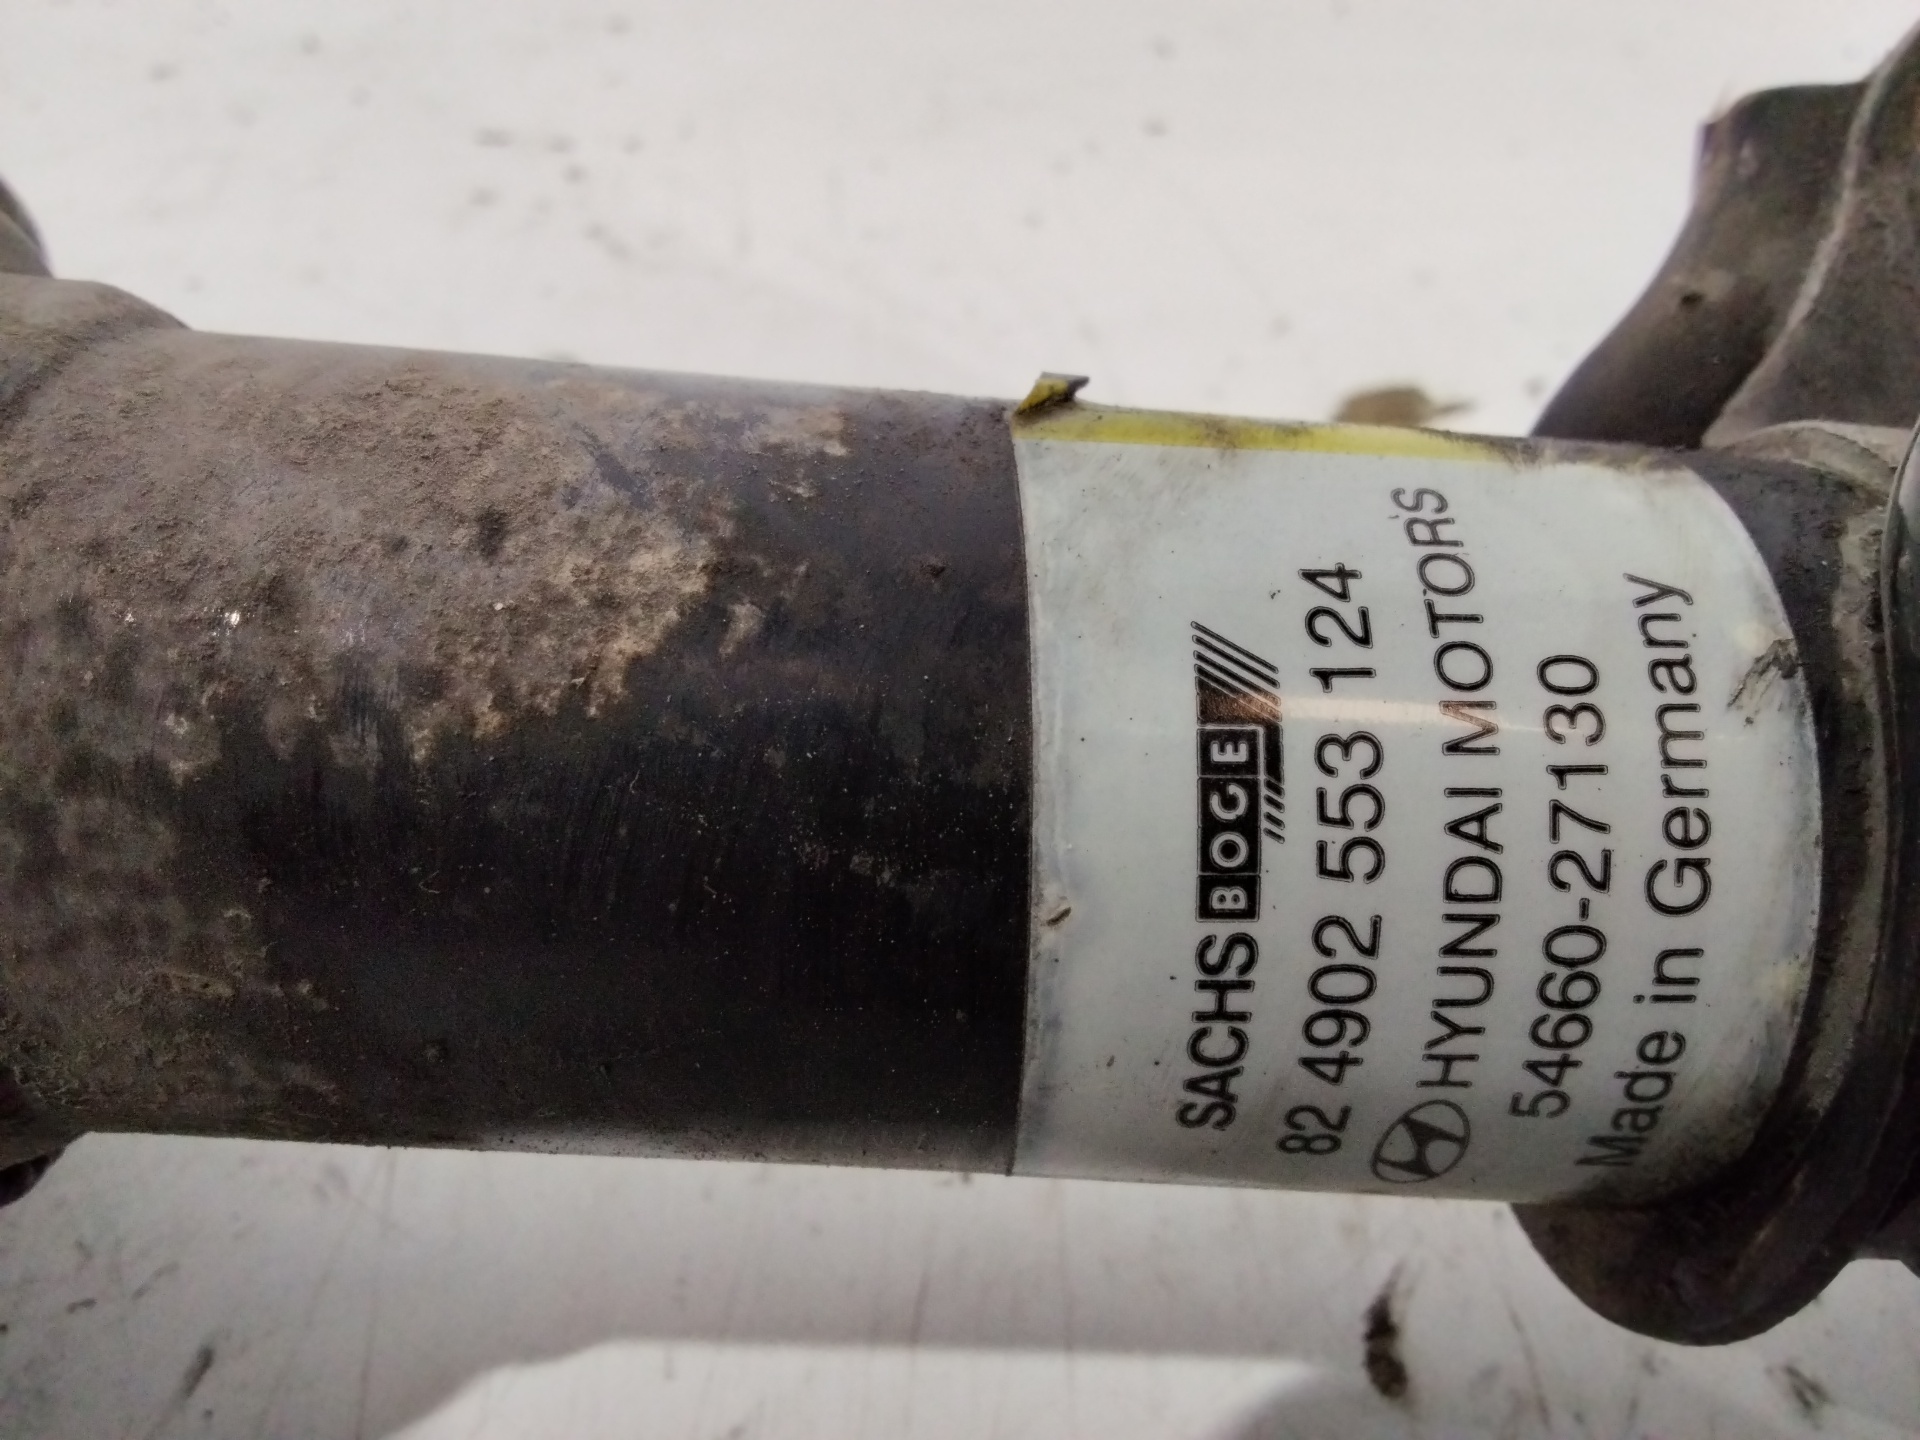 SACHS BOGE
82 4902 553 124
HYUNDAI MOTORS
54660-27130
Made in Germany